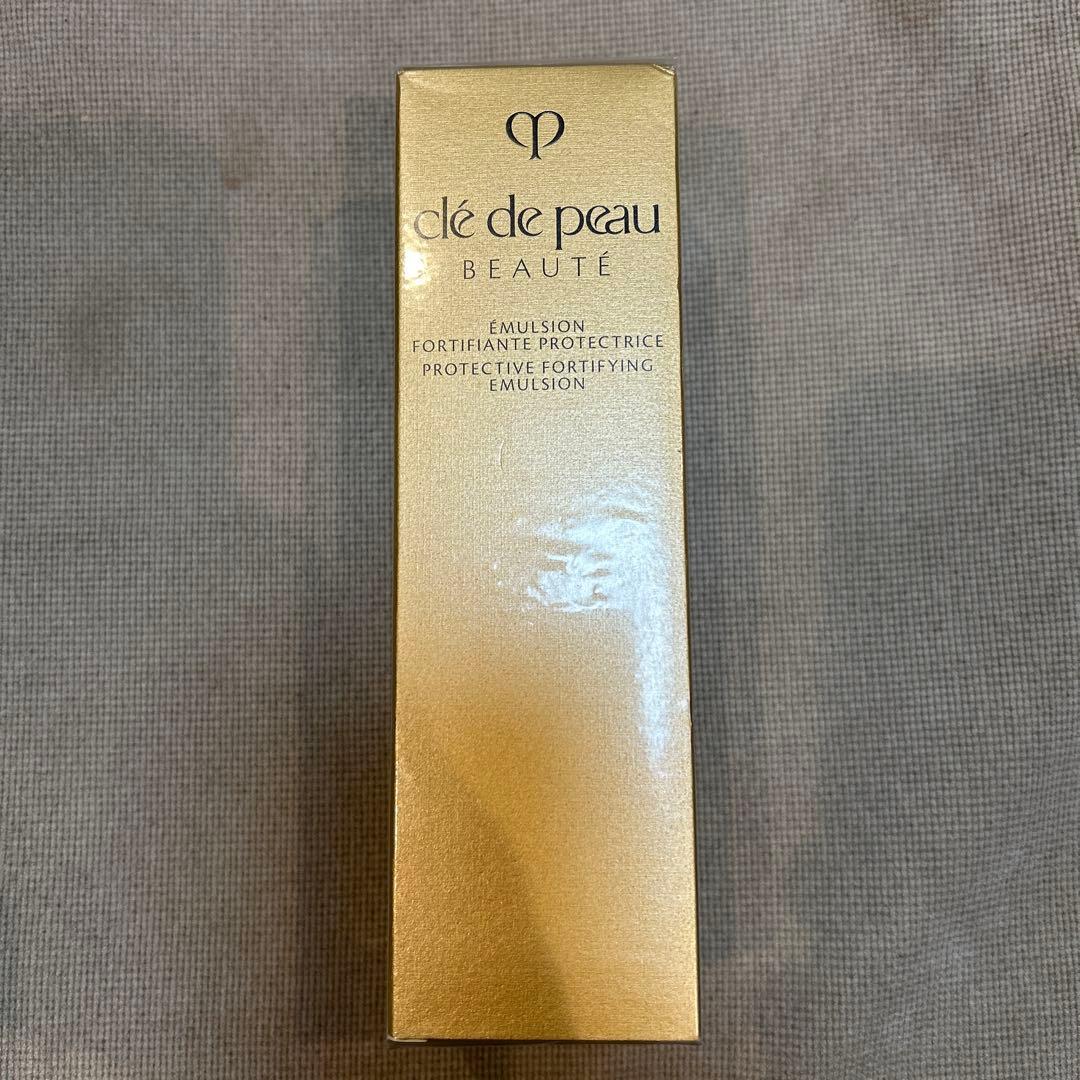 clé de peau
BEAUTÉ
ÉMULSION
FORTIFIANTE PROTECTRICE
PROTECTIVE FORTIFYING
EMULSION